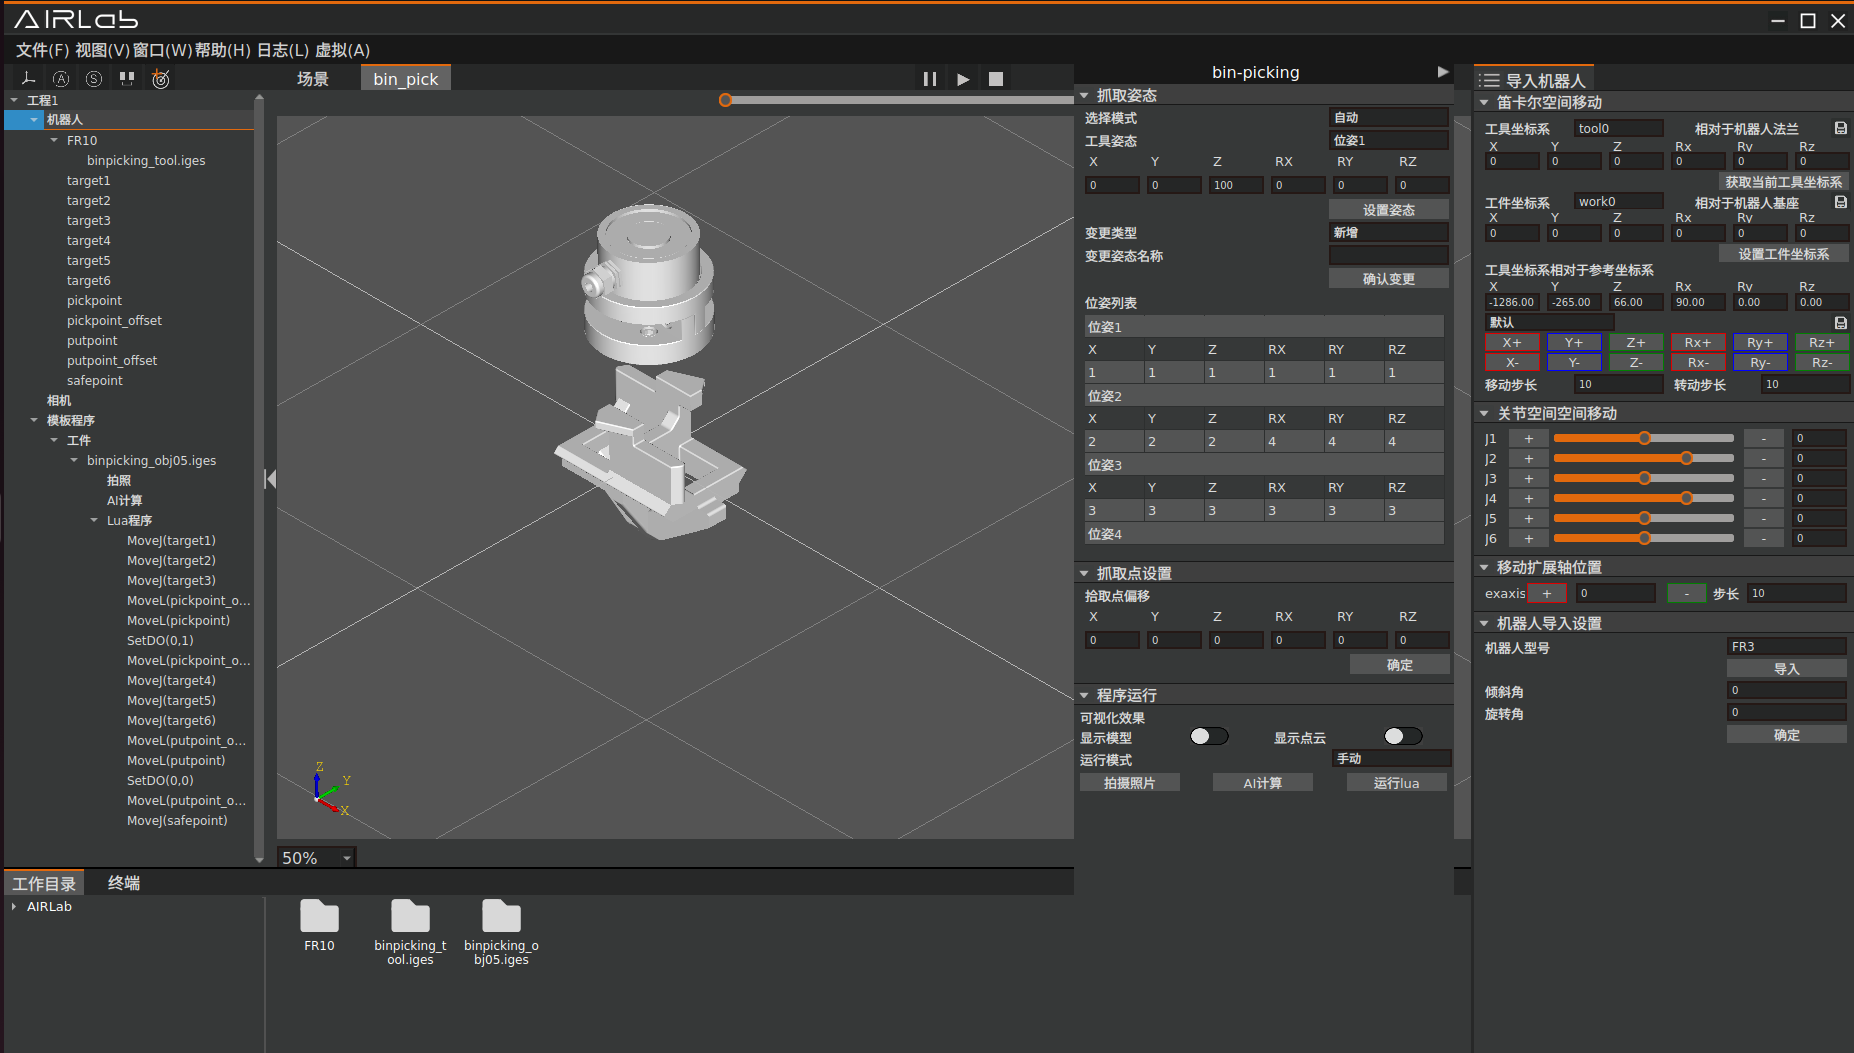 AIRLab
文件(F) 视图(V) 窗口(W) 帮助(H) 日志(L) 虚拟(A)
A S
场景 bin_pick
工程1
机器人
FR10
binpicking_tool.iges
target1
target2
target3
target4
target5
target6
pickpoint
pickpoint_offset
putpoint
putpoint_offset
safepoint
相机
模板程序
工件
binpicking_obj05.iges
拍照
AI计算
Lua程序
MoveJ(target1)
MoveJ(target2)
MoveJ(target3)
MoveL(pickpoint_o...
MoveL(pickpoint)
SetDO(0,1)
MoveL(pickpoint_o...
MoveJ(target4)
MoveJ(target5)
MoveJ(target6)
MoveL(putpoint_o...
MoveL(putpoint)
SetDO(0,0)
MoveL(putpoint_o...
MoveJ(safepoint)
Z
Y
X
50%
bin-picking
抓取姿态
选择模式 自动
工具姿态 位姿1
X Y Z RX RY RZ
0 0 100 0 0 0
设置姿态
变更类型 新增
变更姿态名称
确认变更
位姿列表
位姿1
X Y Z RX RY RZ
1 1 1 1 1 1
位姿2
X Y Z RX RY RZ
2 2 2 4 4 4
位姿3
X Y Z RX RY RZ
3 3 3 3 3 3
位姿4
抓取点设置
拾取点偏移
X Y Z RX RY RZ
0 0 0 0 0 0
确定
程序运行
可视化效果
显示模型 显示点云
运行模式 手动
拍摄照片 AI计算 运行lua
导入机器人
笛卡尔空间移动
工具坐标系 tool0 相对于机器人法兰
X Y Z Rx Ry Rz
0 0 0 0 0 0
获取当前工具坐标系
工件坐标系 work0 相对于机器人基座
X Y Z Rx Ry Rz
0 0 0 0 0 0
设置工件坐标系
工具坐标系相对于参考坐标系
X Y Z Rx Ry Rz
-1286.00 -265.00 66.00 90.00 0.00 0.00
默认
X+ Y+ Z+ Rx+ Ry+ Rz+
X- Y- Z- Rx- Ry- Rz-
移动步长 10 转动步长 10
关节空间空间移动
J1 + - 0
J2 + - 0
J3 + - 0
J4 + - 0
J5 + - 0
J6 + - 0
移动扩展轴位置
exaxis + 0 - 步长 10
机器人导入设置
机器人型号 FR3
导入
倾斜角 0
旋转角 0
确定
工作目录 终端
AIRLab
FR10
binpicking_t
ool.iges
binpicking_o
bj05.iges